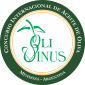 CONCURSO INTERNACIONAL DE ACEITE DE OLIVA
OLI
VINUS
MENDOZA - ARGENTINA